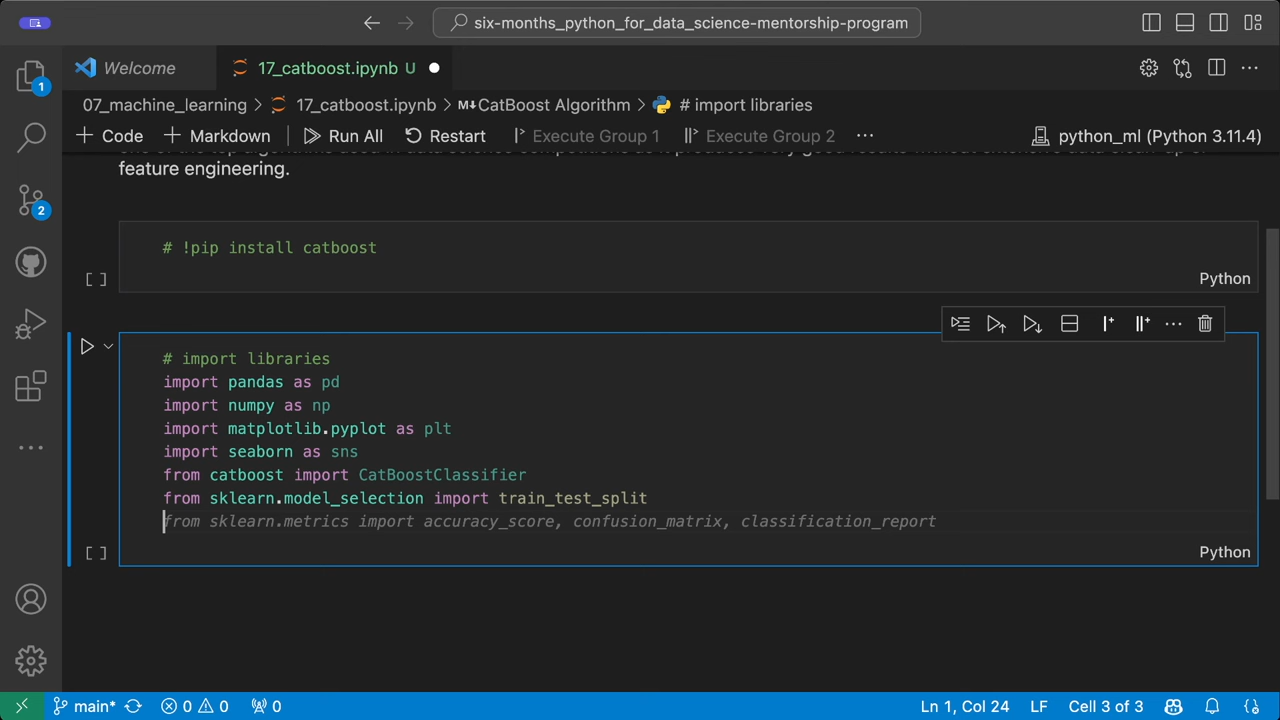 six-months_python_for_data_science-mentorship-program
Welcome
17_catboost.ipynb U
07_machine_learning > 17_catboost.ipynb > M↓CatBoost Algorithm > # import libraries
+ Code + Markdown | Run All Restart Execute Group 1 Execute Group 2 ...
python_ml (Python 3.11.4)
feature engineering.
# !pip install catboost
[ ]
Python
# import libraries
import pandas as pd
import numpy as np
import matplotlib.pyplot as plt
import seaborn as sns
from catboost import CatBoostClassifier
from sklearn.model_selection import train_test_split
from sklearn.metrics import accuracy_score, confusion_matrix, classification_report
[ ]
Python
1
2
main* 0 0 0
Ln 1, Col 24 LF Cell 3 of 3